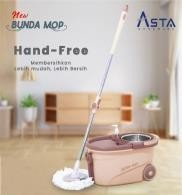 New
BUNDA MOP
ASTA
Hand-Free
Membersihkan
Lebih mudah, Lebih Bersih